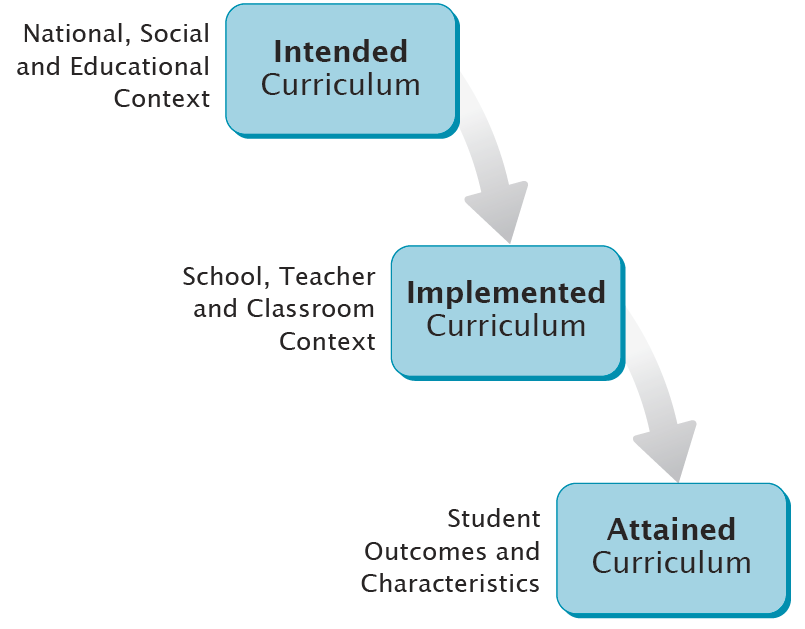 National, Social
and Educational
Context
Intended
Curriculum
School, Teacher
and Classroom
Context
Implemented
Curriculum
Student
Outcomes and
Characteristics
Attained
Curriculum